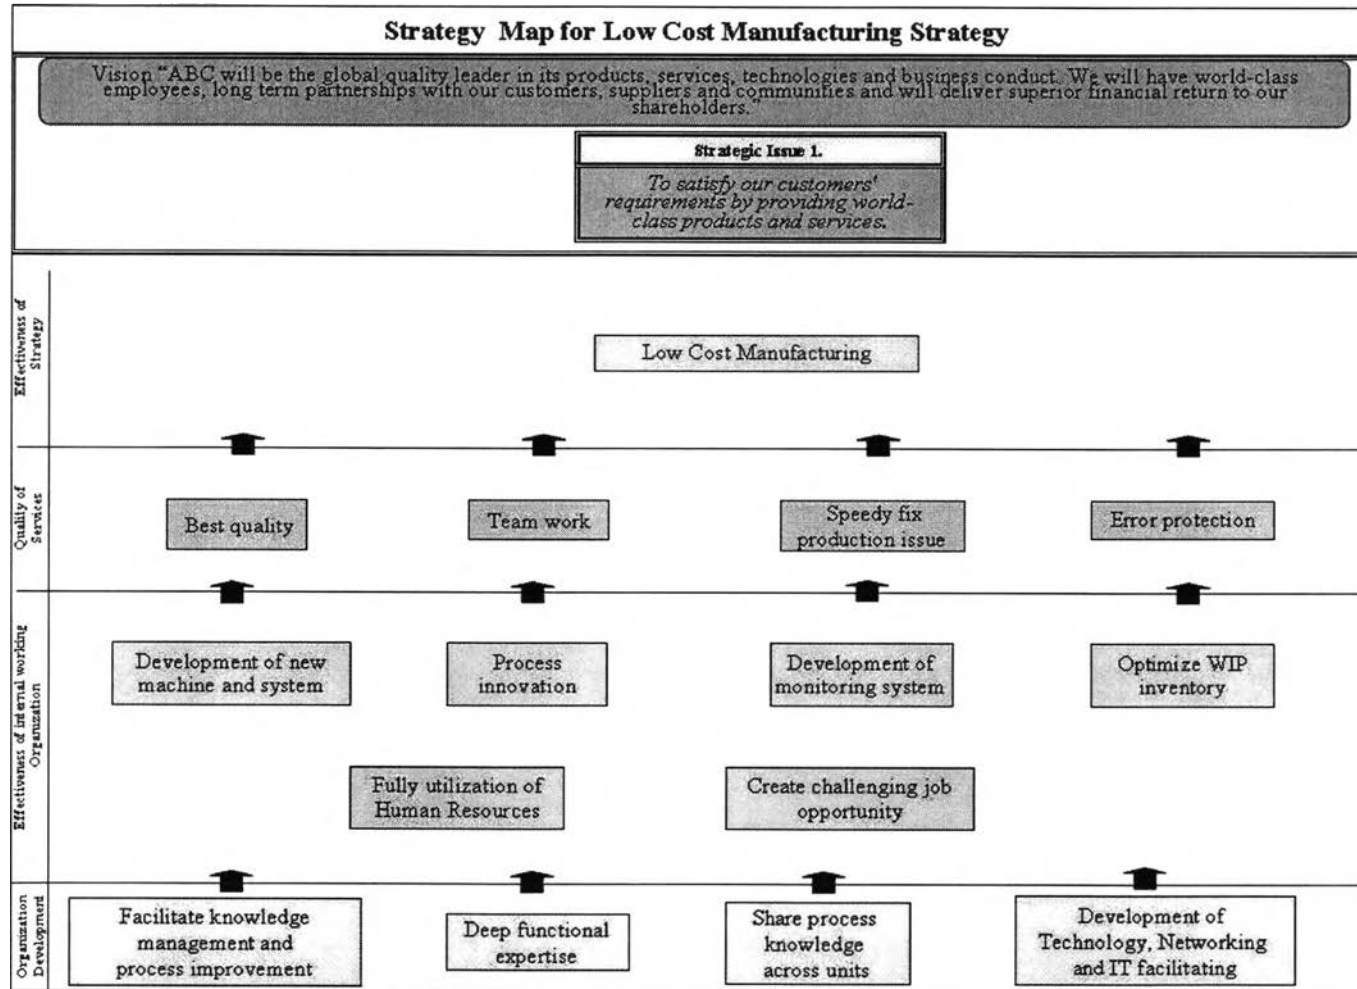 Strategy Map for Low Cost Manufacturing Strategy
Vision "ABC will be the global quality leader in its products, services, technologies and business conduct. We will have world-class
employees, long term partnerships with our customers, suppliers and communities and will deliver superior financial return to our
shareholders."
Strategic Issue 1.
To satisfy our customers'
requirements by providing world-
class products and services.
Effectiveness of
Strategy
Low Cost Manufacturing
Quality of
Services
Best quality
Team work
Speedy fix
production issue
Error protection
Effectiveness of internal working
Organization
Development of new
machine and system
Process
innovation
Development of
monitoring system
Optimize WIP
inventory
Fully utilization of
Human Resources
Create challenging job
opportunity
Organization
Development
Facilitate knowledge
management and
process improvement
Deep functional
expertise
Share process
knowledge
across units
Development of
Technology, Networking
and IT facilitating